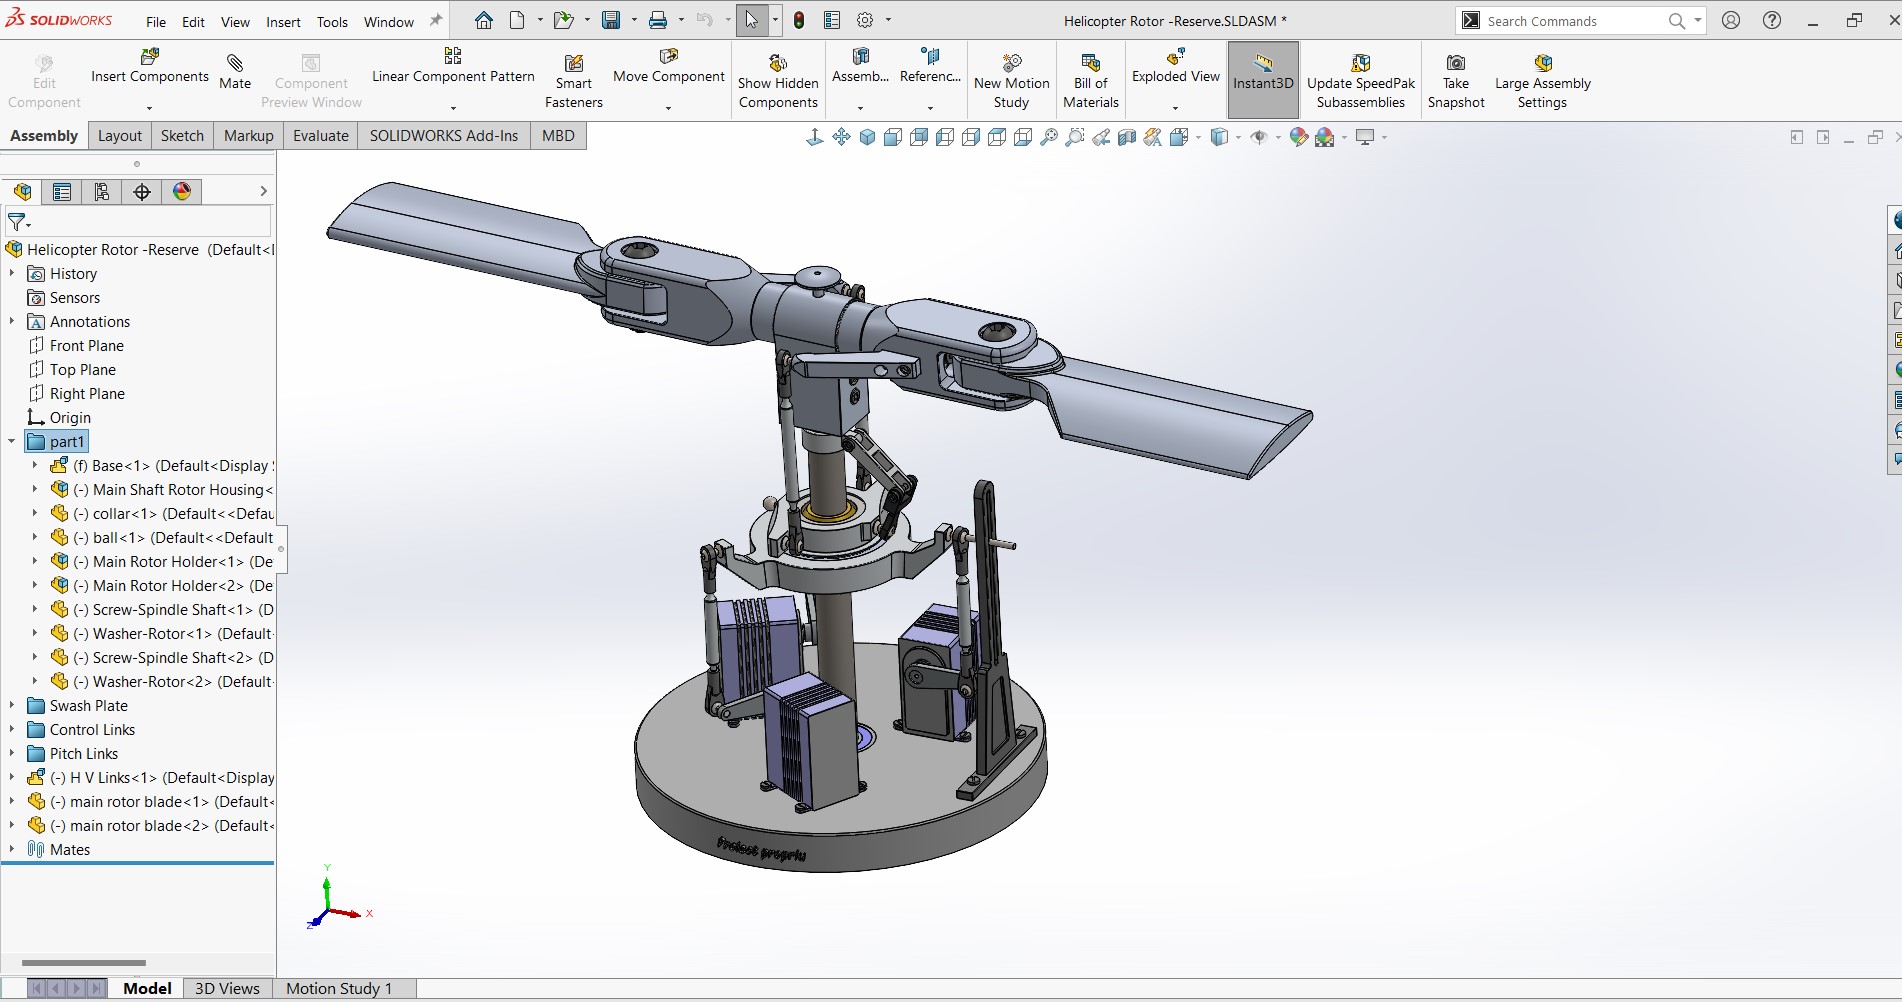 SOLIDWORKS
File Edit View Insert Tools Window
Helicopter Rotor -Reserve.SLDASM *
Search Commands
Edit Component
Insert Components
Mate
Component Preview Window
Linear Component Pattern
Smart Fasteners
Move Component
Show Hidden Components
Assemb...
Referenc...
New Motion Study
Bill of Materials
Exploded View
Instant3D
Update SpeedPak Subassemblies
Take Snapshot
Large Assembly Settings
Assembly Layout Sketch Markup Evaluate SOLIDWORKS Add-Ins MBD
Helicopter Rotor -Reserve (Default<
History
Sensors
Annotations
Front Plane
Top Plane
Right Plane
Origin
part1
(f) Base<1> (Default<Display
(-) Main Shaft Rotor Housing<
(-) collar<1> (Default<<Defau
(-) ball<1> (Default<<Default
(-) Main Rotor Holder<1> (De
(-) Main Rotor Holder<2> (De
(-) Screw-Spindle Shaft<1> (D
(-) Washer-Rotor<1> (Default
(-) Screw-Spindle Shaft<2> (D
(-) Washer-Rotor<2> (Default
Swash Plate
Control Links
Pitch Links
(-) H V Links<1> (Default<Display
(-) main rotor blade<1> (Default<
(-) main rotor blade<2> (Default<
Mates
Proiect propriu
Y
X
Z
Model 3D Views Motion Study 1